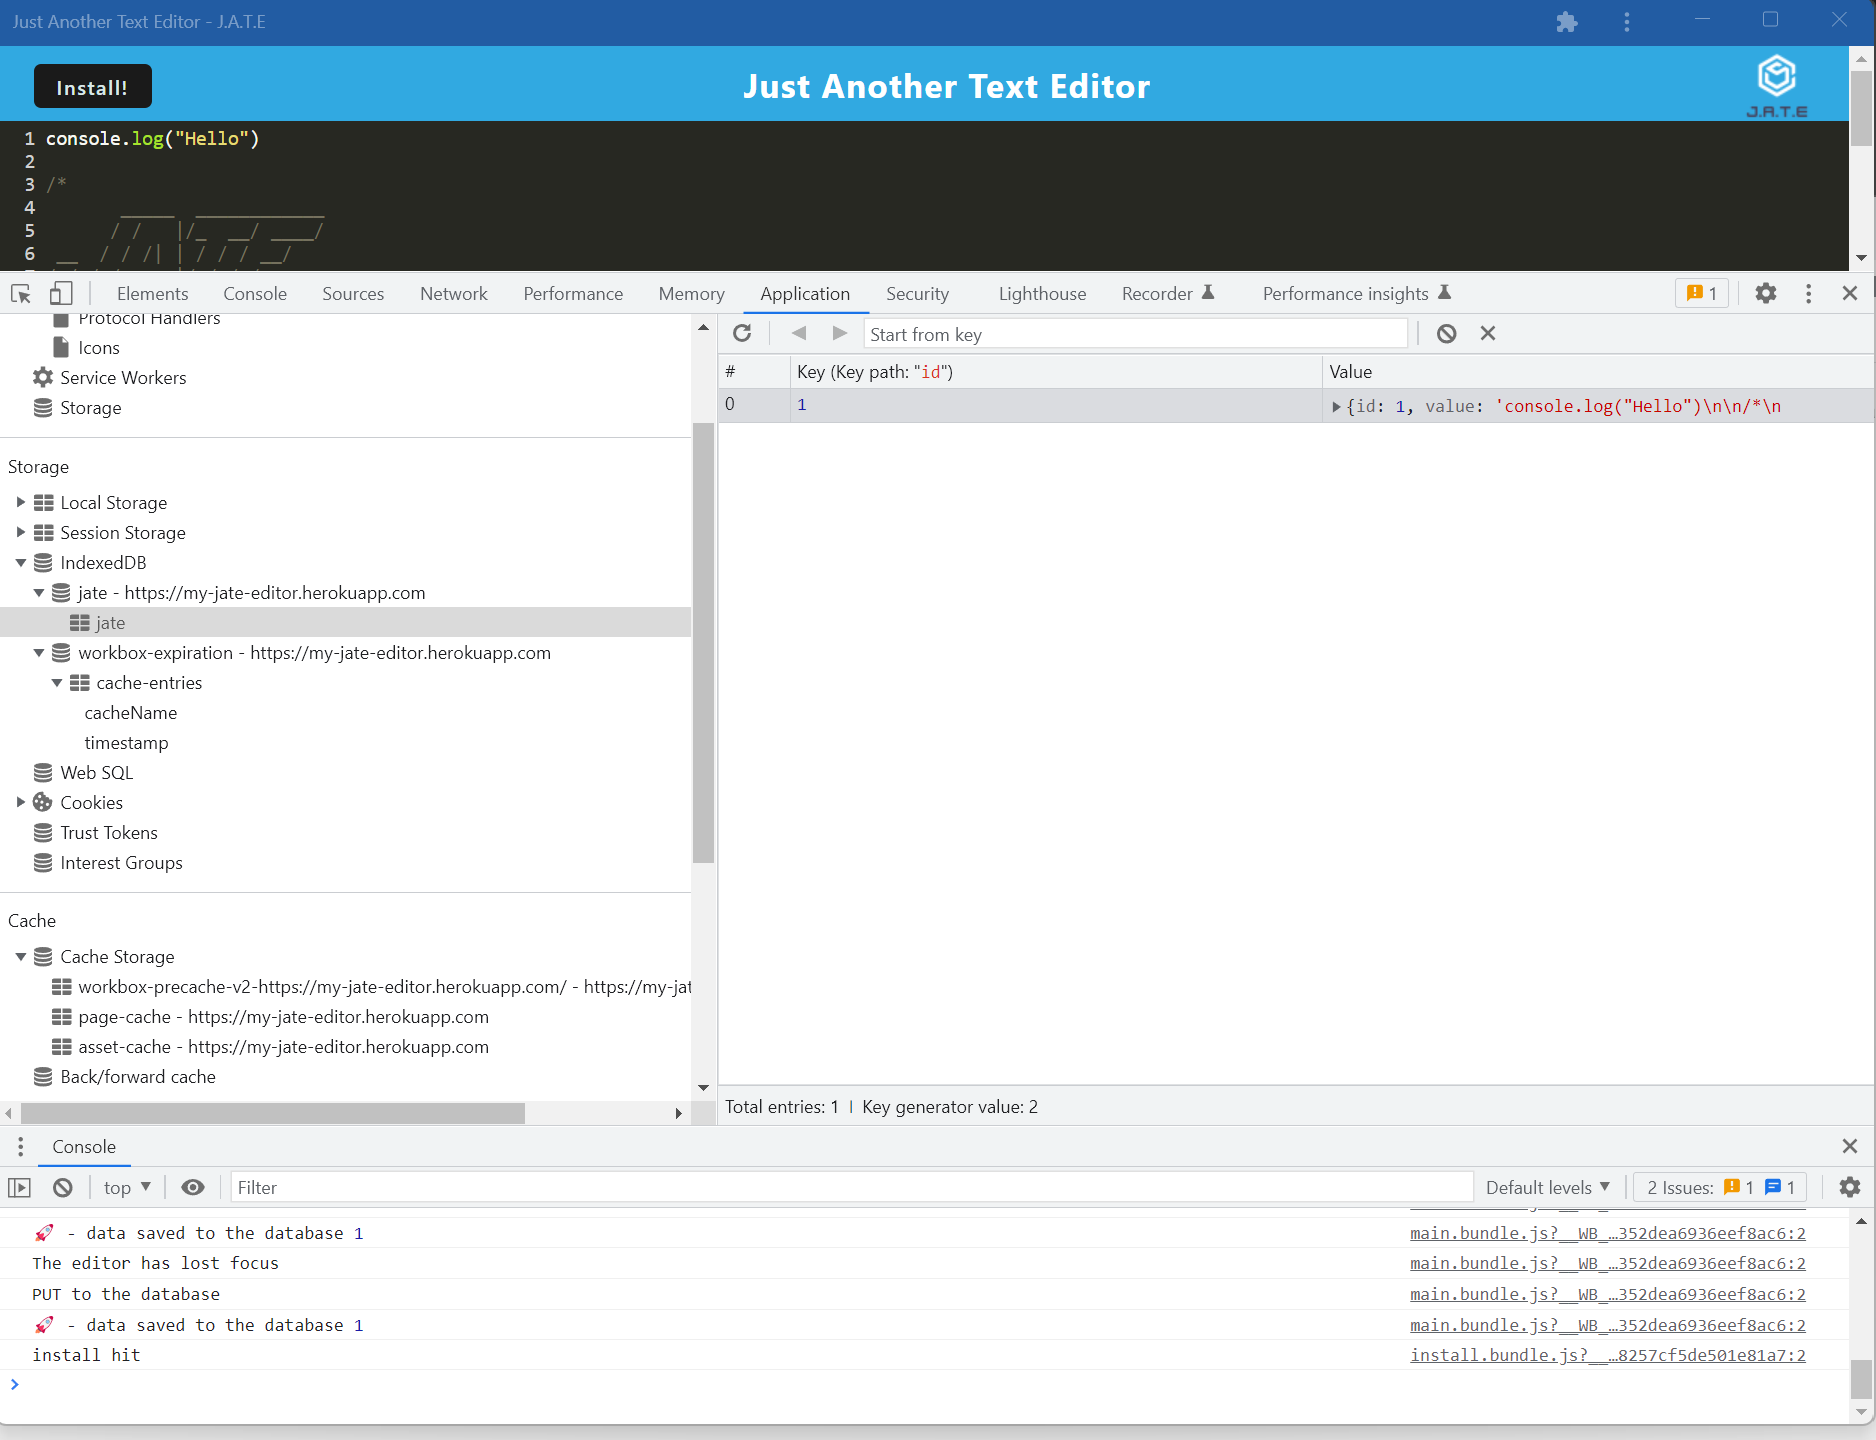 Just Another Text Editor - J.A.T.E
Install!
Just Another Text Editor
J.A.T.E
1 console.log("Hello")
2
3 /*
4        _____  ____________
5       / /   |/_  __/ ____/
6  __  / / /| | / / / __/
Elements Console Sources Network Performance Memory Application Security Lighthouse Recorder Performance insights 1
Protocol Handlers
Icons
Service Workers
Storage
Storage
Local Storage
Session Storage
IndexedDB
jate - https://my-jate-editor.herokuapp.com
jate
workbox-expiration - https://my-jate-editor.herokuapp.com
cache-entries
cacheName
timestamp
Web SQL
Cookies
Trust Tokens
Interest Groups
Cache
Cache Storage
workbox-precache-v2-https://my-jate-editor.herokuapp.com/ - https://my-jat
page-cache - https://my-jate-editor.herokuapp.com
asset-cache - https://my-jate-editor.herokuapp.com
Back/forward cache
Start from key
# Key (Key path: "id") Value
0 1 {id: 1, value: 'console.log("Hello")\n\n/*\n
Total entries: 1 Key generator value: 2
Console
top Filter Default levels 2 Issues: 1 1
🚀 - data saved to the database 1 main.bundle.js?__WB_…352dea6936eef8ac6:2
The editor has lost focus main.bundle.js?__WB_…352dea6936eef8ac6:2
PUT to the database main.bundle.js?__WB_…352dea6936eef8ac6:2
🚀 - data saved to the database 1 main.bundle.js?__WB_…352dea6936eef8ac6:2
install hit install.bundle.js?__…8257cf5de501e81a7:2
>